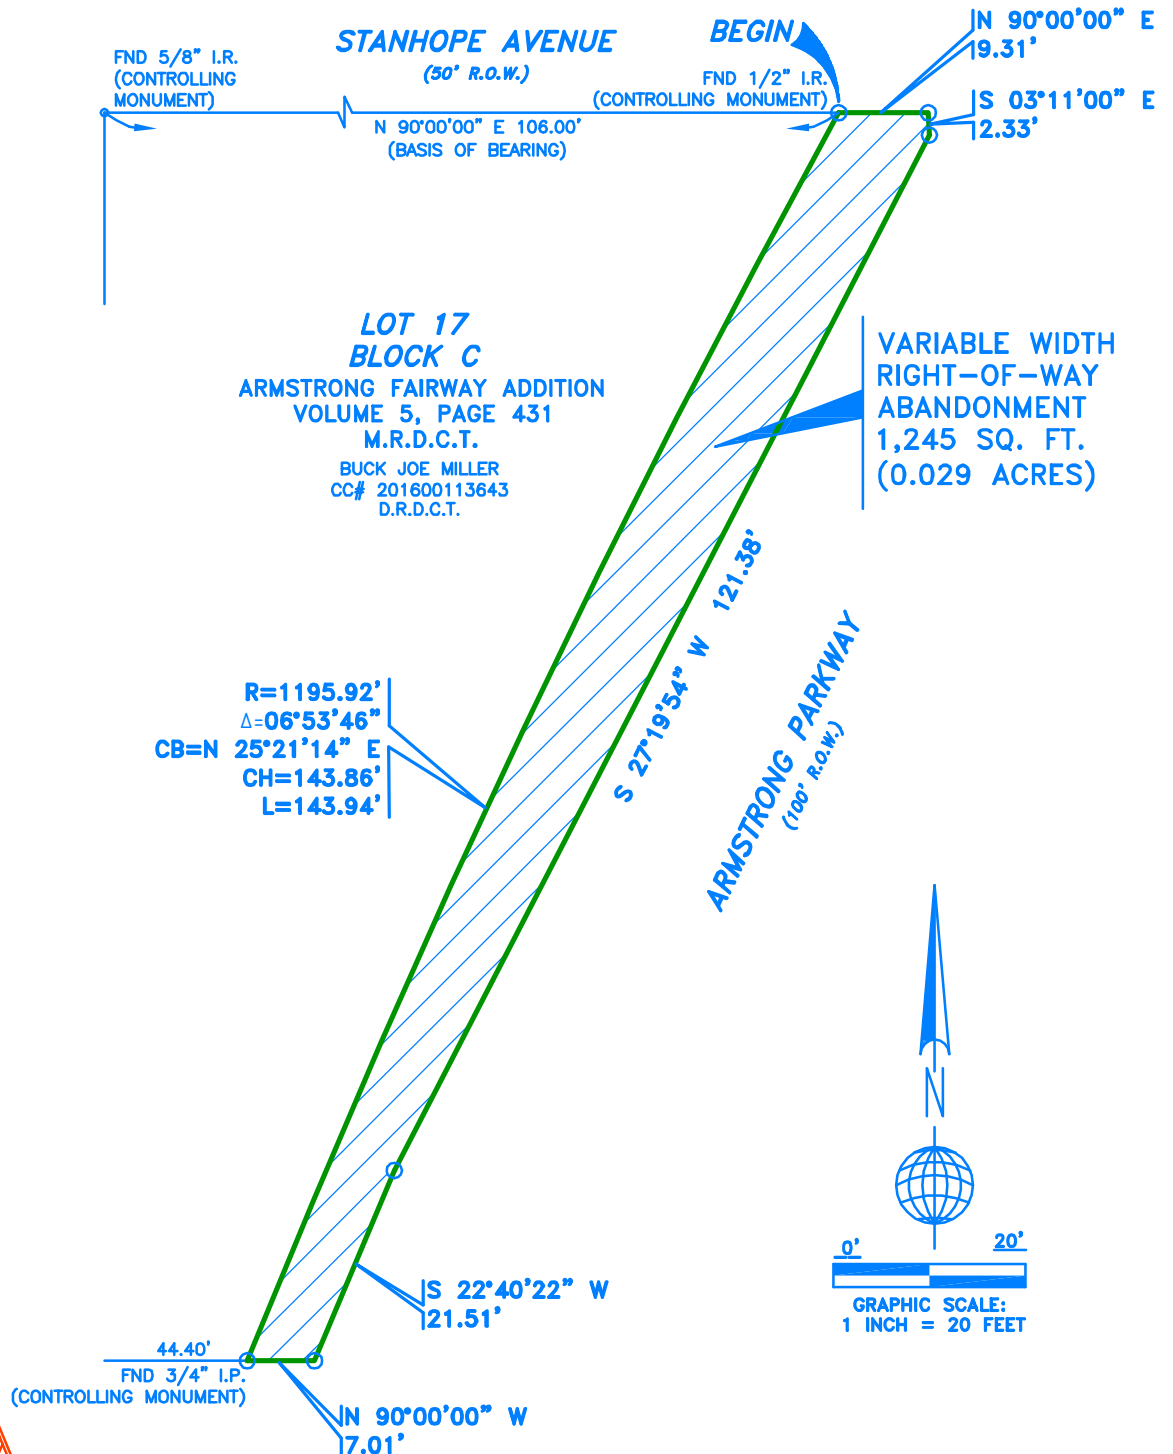 STANHOPE AVENUE
(50' R.O.W.)
BEGIN
N 90°00'00" E
9.31'
FND 5/8" I.R.
(CONTROLLING
MONUMENT)
FND 1/2" I.R.
(CONTROLLING MONUMENT)
S 03°11'00" E
2.33'
N 90°00'00" E 106.00'
(BASIS OF BEARING)
LOT 17
BLOCK C
ARMSTRONG FAIRWAY ADDITION
VOLUME 5, PAGE 431
M.R.D.C.T.
BUCK JOE MILLER
CC# 201600113643
D.R.D.C.T.
VARIABLE WIDTH
RIGHT-OF-WAY
ABANDONMENT
1,245 SQ. FT.
(0.029 ACRES)
S 27°19'54" W 121.38'
ARMSTRONG PARKWAY
(100' R.O.W.)
R=1195.92'
Δ=06°53'46"
CB=N 25°21'14" E
CH=143.86'
L=143.94'
N
0' 20'
GRAPHIC SCALE:
1 INCH = 20 FEET
S 22°40'22" W
21.51'
44.40'
FND 3/4" I.P.
(CONTROLLING MONUMENT)
N 90°00'00" W
7.01'